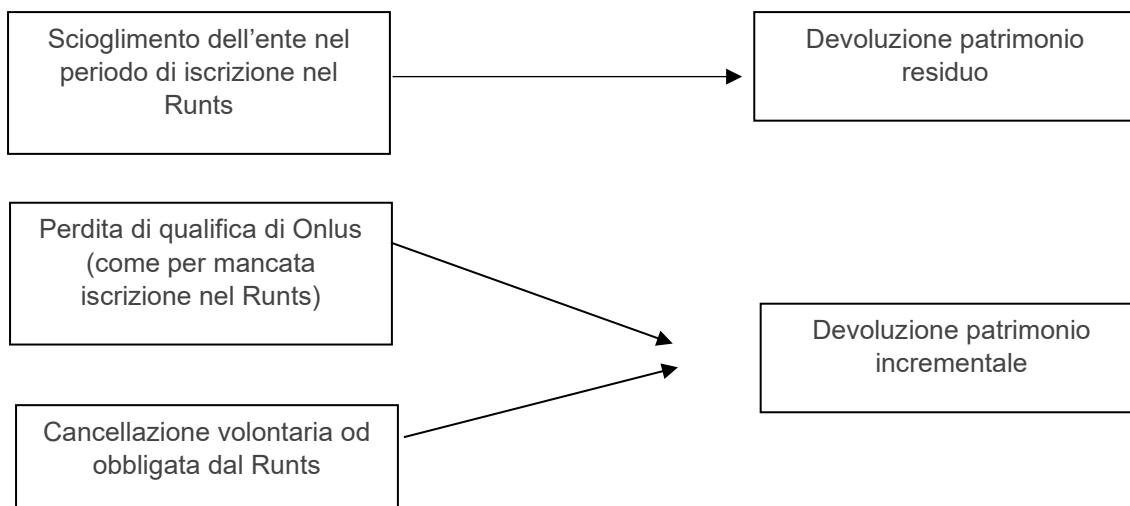 Scioglimento dell’ente nel
periodo di iscrizione nel
Runts
Devoluzione patrimonio
residuo
Perdita di qualifica di Onlus
(come per mancata
iscrizione nel Runts)
Devoluzione patrimonio
incrementale
Cancellazione volontaria od
obbligata dal Runts